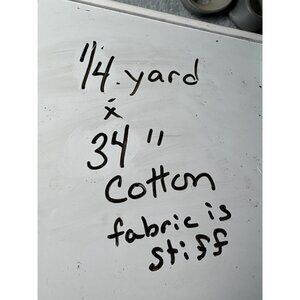 1/4 yard
x
34 "
Cotton
fabric is
stiff